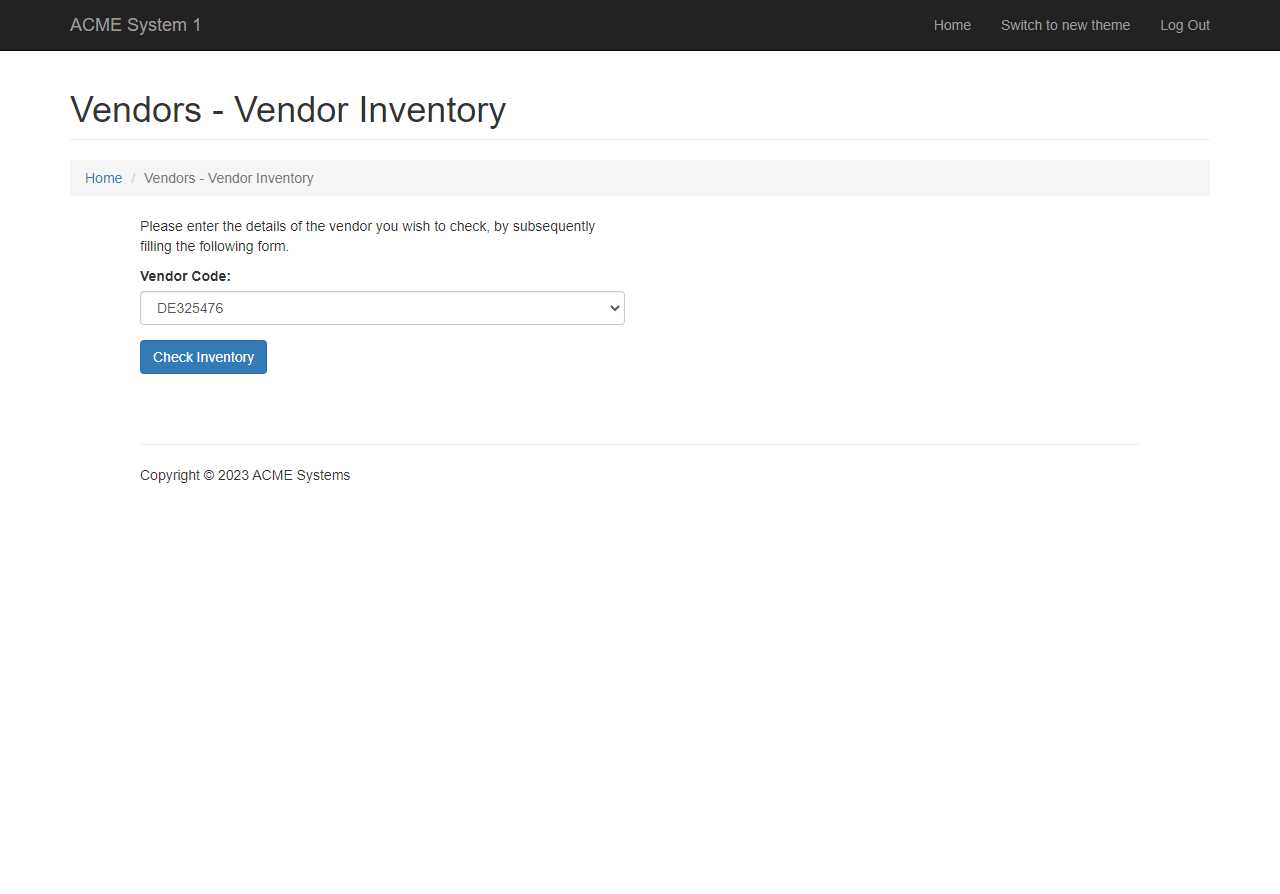 ACME System 1
Home
Switch to new theme
Log Out
Vendors - Vendor Inventory
Home / Vendors - Vendor Inventory
Please enter the details of the vendor you wish to check, by subsequently
filling the following form.
Vendor Code:
DE325476
Check Inventory
Copyright © 2023 ACME Systems